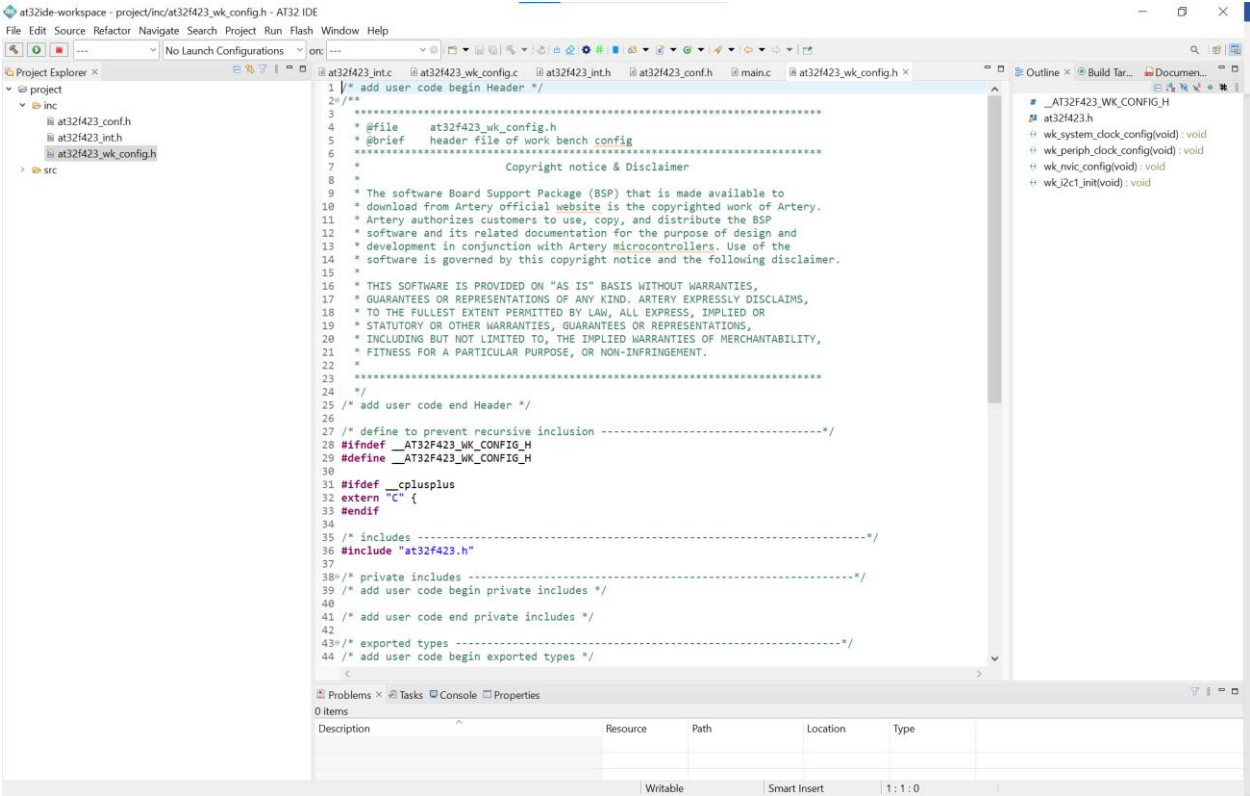 at32ide-workspace - project/inc/at32f423_wk_config.h - AT32 IDE
File Edit Source Refactor Navigate Search Project Run Flash Window Help
--- No Launch Configurations on: ---
Project Explorer
project
inc
at32f423_conf.h
at32f423_int.h
at32f423_wk_config.h
src
at32f423_int.c at32f423_wk_config.c at32f423_int.h at32f423_conf.h main.c at32f423_wk_config.h
1 /* add user code begin Header */
2 /**
3 **************************************************************************
4 * @file at32f423_wk_config.h
5 * @brief header file of work bench config
6 **************************************************************************
7 * Copyright notice & Disclaimer
8 *
9 * The software Board Support Package (BSP) that is made available to
10 * download from Artery official website is the copyrighted work of Artery.
11 * Artery authorizes customers to use, copy, and distribute the BSP
12 * software and its related documentation for the purpose of design and
13 * development in conjunction with Artery microcontrollers. Use of the
14 * software is governed by this copyright notice and the following disclaimer.
15 *
16 * THIS SOFTWARE IS PROVIDED ON "AS IS" BASIS WITHOUT WARRANTIES,
17 * GUARANTEES OR REPRESENTATIONS OF ANY KIND. ARTERY EXPRESSLY DISCLAIMS,
18 * TO THE FULLEST EXTENT PERMITTED BY LAW, ALL EXPRESS, IMPLIED OR
19 * STATUTORY OR OTHER WARRANTIES, GUARANTEES OR REPRESENTATIONS,
20 * INCLUDING BUT NOT LIMITED TO, THE IMPLIED WARRANTIES OF MERCHANTABILITY,
21 * FITNESS FOR A PARTICULAR PURPOSE, OR NON-INFRINGEMENT.
22 *
23 **************************************************************************
24 */
25 /* add user code end Header */
26
27 /* define to prevent recursive inclusion -----------------------------------*/
28 #ifndef __AT32F423_WK_CONFIG_H
29 #define __AT32F423_WK_CONFIG_H
30
31 #ifdef __cplusplus
32 extern "C" {
33 #endif
34
35 /* includes -----------------------------------------------------------------------*/
36 #include "at32f423.h"
37
38 /* private includes -------------------------------------------------------------*/
39 /* add user code begin private includes */
40
41 /* add user code end private includes */
42
43 /* exported types -------------------------------------------------------------*/
44 /* add user code begin exported types */
Outline Build Tar... Documen...
__AT32F423_WK_CONFIG_H
at32f423.h
wk_system_clock_config(void) : void
wk_periph_clock_config(void) : void
wk_nvic_config(void) : void
wk_i2c1_init(void) : void
Problems Tasks Console Properties
0 items
Description Resource Path Location Type
Writable Smart Insert 1 : 1 : 0